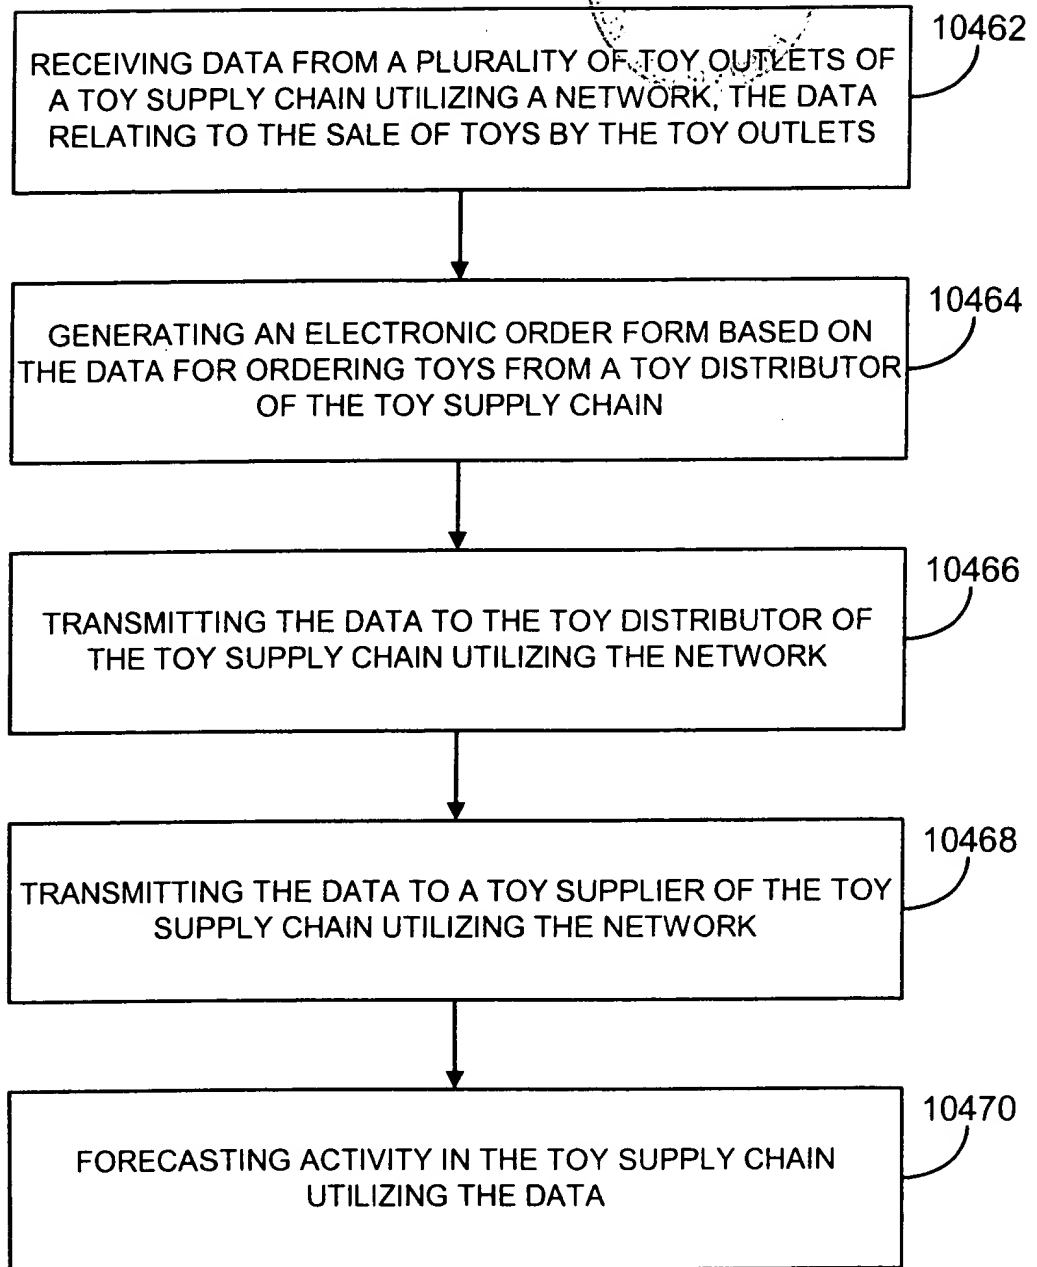 10462
RECEIVING DATA FROM A PLURALITY OF TOY OUTLETS OF
A TOY SUPPLY CHAIN UTILIZING A NETWORK, THE DATA
RELATING TO THE SALE OF TOYS BY THE TOY OUTLETS
10464
GENERATING AN ELECTRONIC ORDER FORM BASED ON
THE DATA FOR ORDERING TOYS FROM A TOY DISTRIBUTOR
OF THE TOY SUPPLY CHAIN
10466
TRANSMITTING THE DATA TO THE TOY DISTRIBUTOR OF
THE TOY SUPPLY CHAIN UTILIZING THE NETWORK
10468
TRANSMITTING THE DATA TO A TOY SUPPLIER OF THE TOY
SUPPLY CHAIN UTILIZING THE NETWORK
10470
FORECASTING ACTIVITY IN THE TOY SUPPLY CHAIN
UTILIZING THE DATA